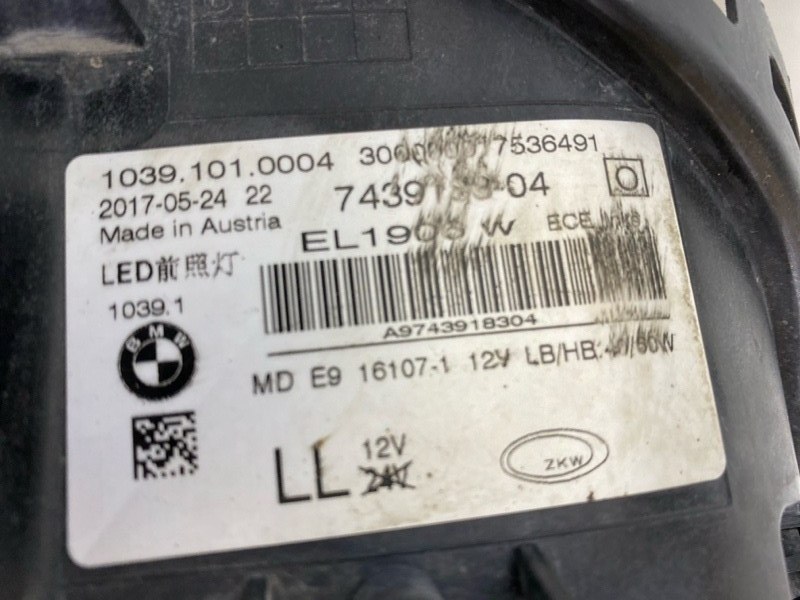 1039.101.0004
2017-05-24 22
Made in Austria
-04
W ECE
LED前照灯
1039.1
A9743918304
BMW
MD E9 16107-1 12V LB/HB:
LL 12V
24V
ZKW